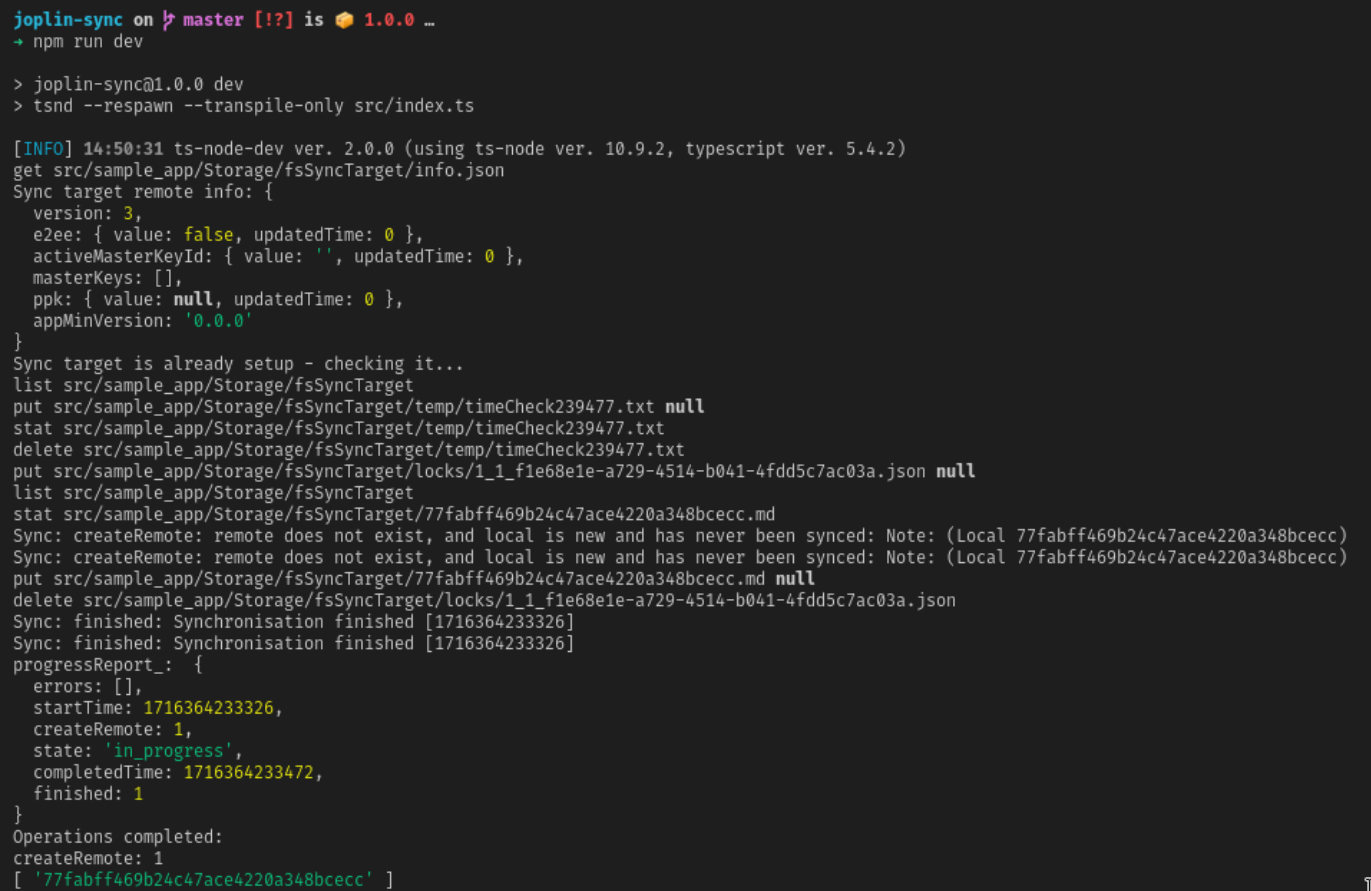 joplin-sync on master [!?] is 📦 1.0.0 …
→ npm run dev
> joplin-sync@1.0.0 dev
> tsnd --respawn --transpile-only src/index.ts
[INFO] 14:50:31 ts-node-dev ver. 2.0.0 (using ts-node ver. 10.9.2, typescript ver. 5.4.2)
get src/sample_app/Storage/fsSyncTarget/info.json
Sync target remote info: {
  version: 3,
  e2ee: { value: false, updatedTime: 0 },
  activeMasterKeyId: { value: '', updatedTime: 0 },
  masterKeys: [],
  ppk: { value: null, updatedTime: 0 },
  appMinVersion: '0.0.0'
}
Sync target is already setup - checking it...
list src/sample_app/Storage/fsSyncTarget
put src/sample_app/Storage/fsSyncTarget/temp/timeCheck239477.txt null
stat src/sample_app/Storage/fsSyncTarget/temp/timeCheck239477.txt
delete src/sample_app/Storage/fsSyncTarget/temp/timeCheck239477.txt
put src/sample_app/Storage/fsSyncTarget/locks/1_1_f1e68e1e-a729-4514-b041-4fdd5c7ac03a.json null
list src/sample_app/Storage/fsSyncTarget
stat src/sample_app/Storage/fsSyncTarget/77fabff469b24c47ace4220a348bcecc.md
Sync: createRemote: remote does not exist, and local is new and has never been synced: Note: (Local 77fabff469b24c47ace4220a348bcecc)
Sync: createRemote: remote does not exist, and local is new and has never been synced: Note: (Local 77fabff469b24c47ace4220a348bcecc)
put src/sample_app/Storage/fsSyncTarget/77fabff469b24c47ace4220a348bcecc.md null
delete src/sample_app/Storage/fsSyncTarget/locks/1_1_f1e68e1e-a729-4514-b041-4fdd5c7ac03a.json
Sync: finished: Synchronisation finished [1716364233326]
Sync: finished: Synchronisation finished [1716364233326]
progressReport_:  {
  errors: [],
  startTime: 1716364233326,
  createRemote: 1,
  state: 'in_progress',
  completedTime: 1716364233472,
  finished: 1
}
Operations completed:
createRemote: 1
[ '77fabff469b24c47ace4220a348bcecc' ]